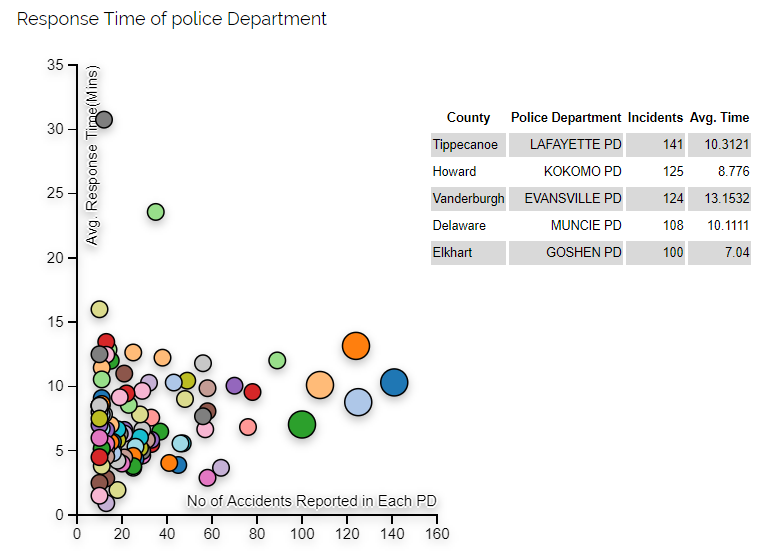 Response Time of police Department
Avg. Response Time(Mins)
35
30
25
20
15
10
5
0
No of Accidents Reported in Each PD
0 20 40 60 80 100 120 140 160
County Police Department Incidents Avg. Time
Tippecanoe LAFAYETTE PD 141 10.3121
Howard KOKOMO PD 125 8.776
Vanderburgh EVANSVILLE PD 124 13.1532
Delaware MUNCIE PD 108 10.1111
Elkhart GOSHEN PD 100 7.04